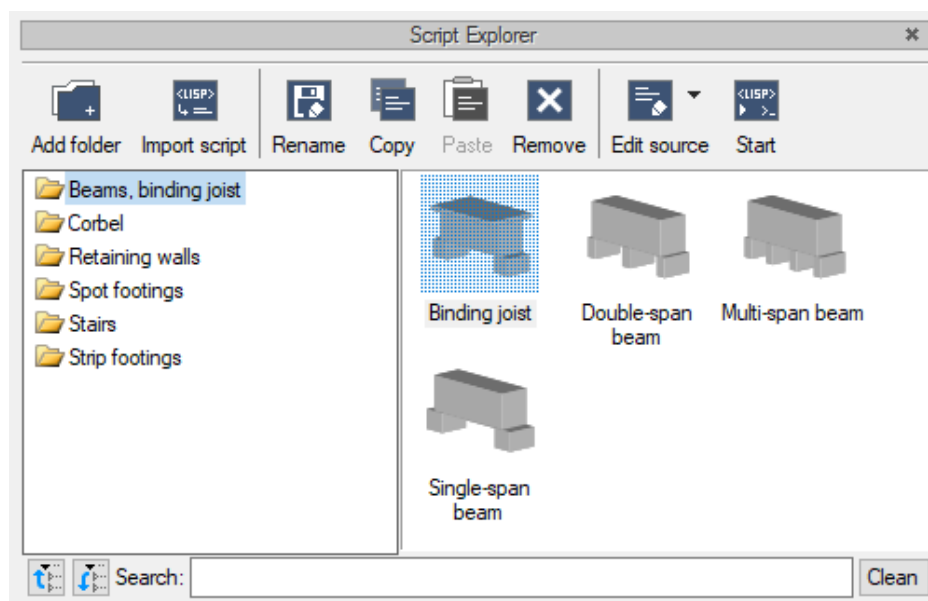 Script Explorer
<LISP>
<LISP>
Add folder Import script Rename Copy Paste Remove Edit source Start
Beams, binding joist
Corbel
Retaining walls
Spot footings
Stairs
Strip footings
Binding joist
Double-span
beam
Multi-span beam
Single-span
beam
Search:
Clean